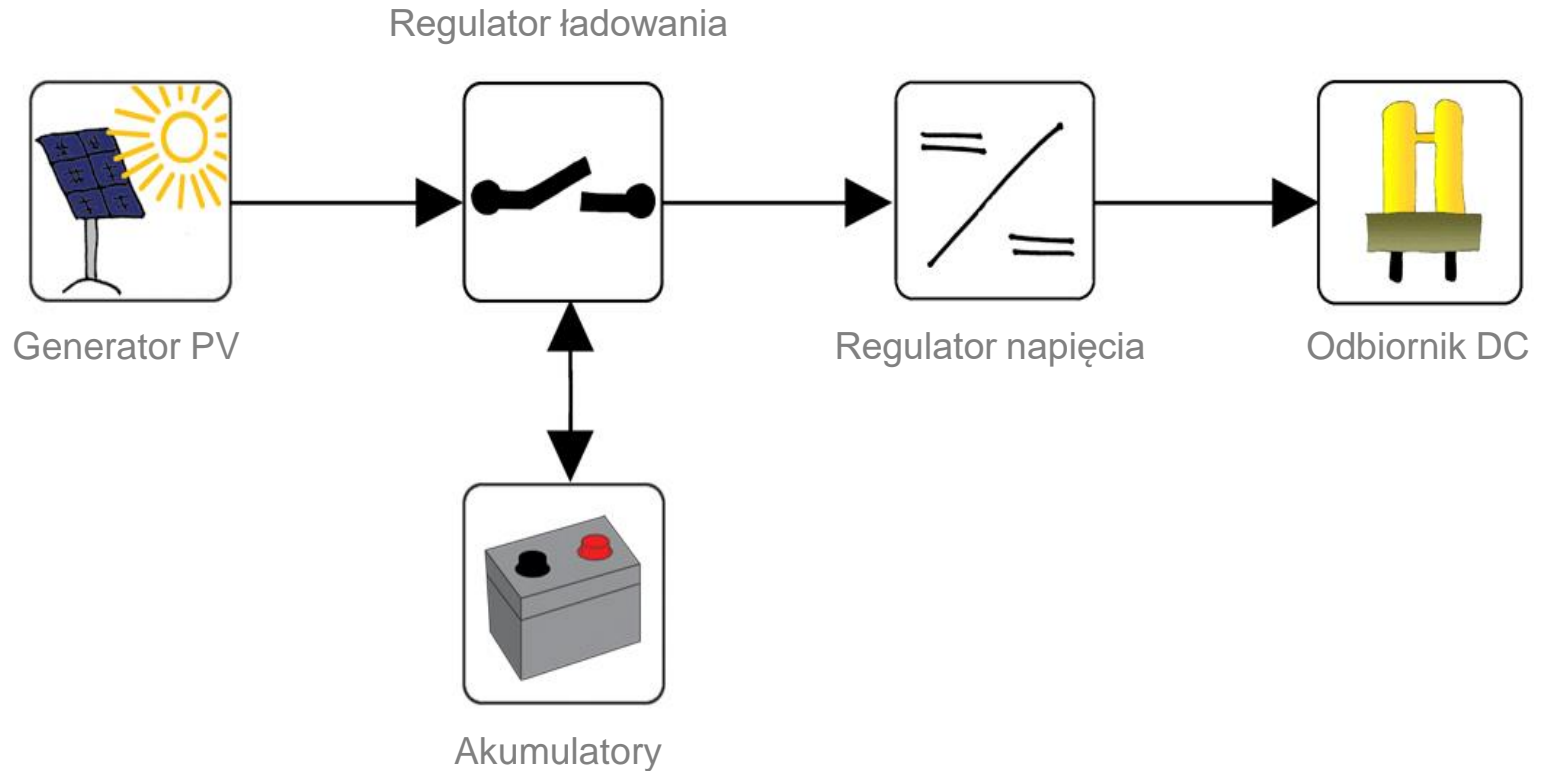 Regulator ładowania
Generator PV
Regulator napięcia
Odbiornik DC
Akumulatory